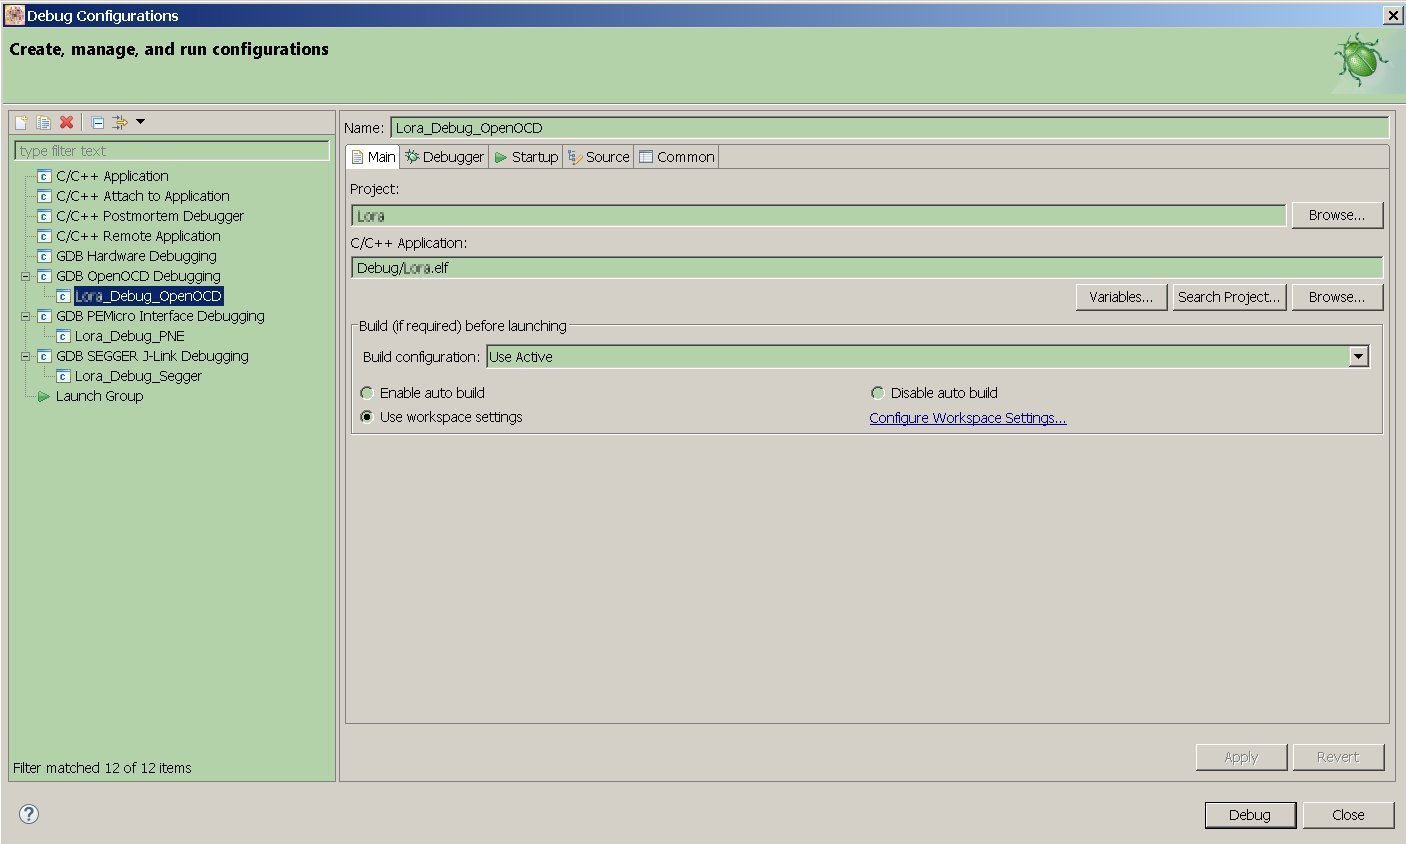 Debug Configurations
Create, manage, and run configurations
type filter text
C/C++ Application
C/C++ Attach to Application
C/C++ Postmortem Debugger
C/C++ Remote Application
GDB Hardware Debugging
GDB OpenOCD Debugging
Lora_Debug_OpenOCD
GDB PEMicro Interface Debugging
Lora_Debug_PNE
GDB SEGGER J-Link Debugging
Lora_Debug_Segger
Launch Group
Filter matched 12 of 12 items
Name: Lora_Debug_OpenOCD
Main Debugger Startup Source Common
Project:
Lora Browse...
C/C++ Application:
Debug/Lora.elf
Variables... Search Project... Browse...
Build (if required) before launching
Build configuration: Use Active
Enable auto build Disable auto build
Use workspace settings Configure Workspace Settings...
Apply Revert
Debug Close